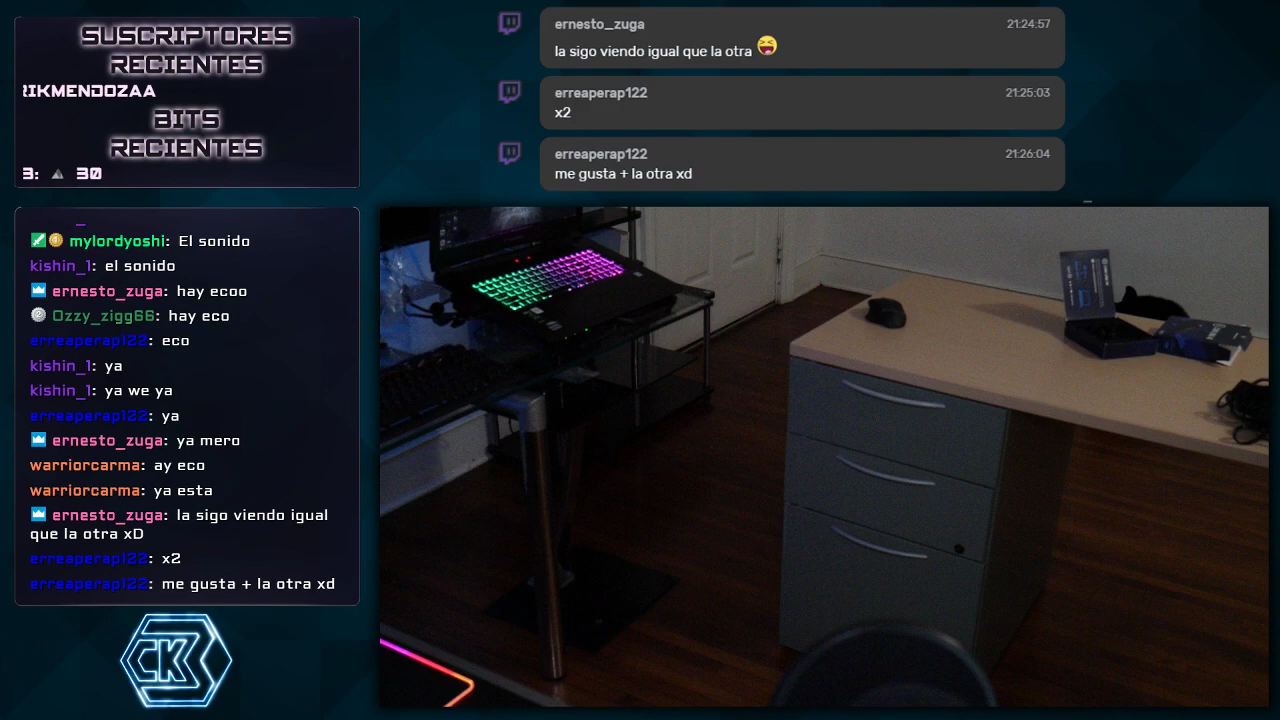 SUSCRIPTORES
RECIENTES
RIKMENDOZAA
BITS
RECIENTES
3: 30
ernesto_zuga 21:24:57
la sigo viendo igual que la otra
erreaperap122 21:25:03
x2
erreaperap122 21:26:04
me gusta + la otra xd
mylordyoshi: El sonido
kishin_1: el sonido
ernesto_zuga: hay ecoo
Ozzy_zigg66: hay eco
erreaperap122: eco
kishin_1: ya
kishin_1: ya we ya
erreaperap122: ya
ernesto_zuga: ya mero
warriorcarma: ay eco
warriorcarma: ya esta
ernesto_zuga: la sigo viendo igual
que la otra xD
erreaperap122: x2
erreaperap122: me gusta + la otra xd
CK3